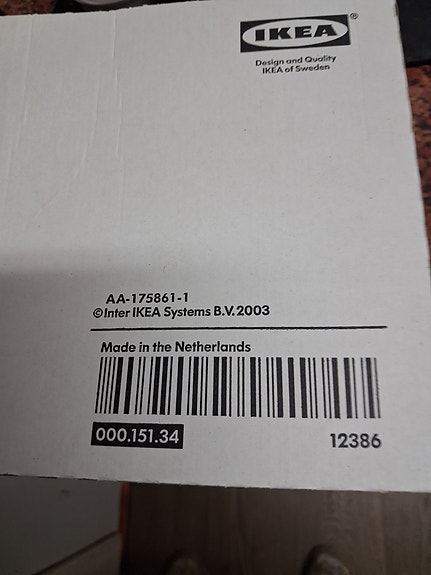 IKEA®
Design and Quality
IKEA of Sweden
AA-175861-1
©Inter IKEA Systems B.V. 2003
Made in the Netherlands
000.151.34 12386